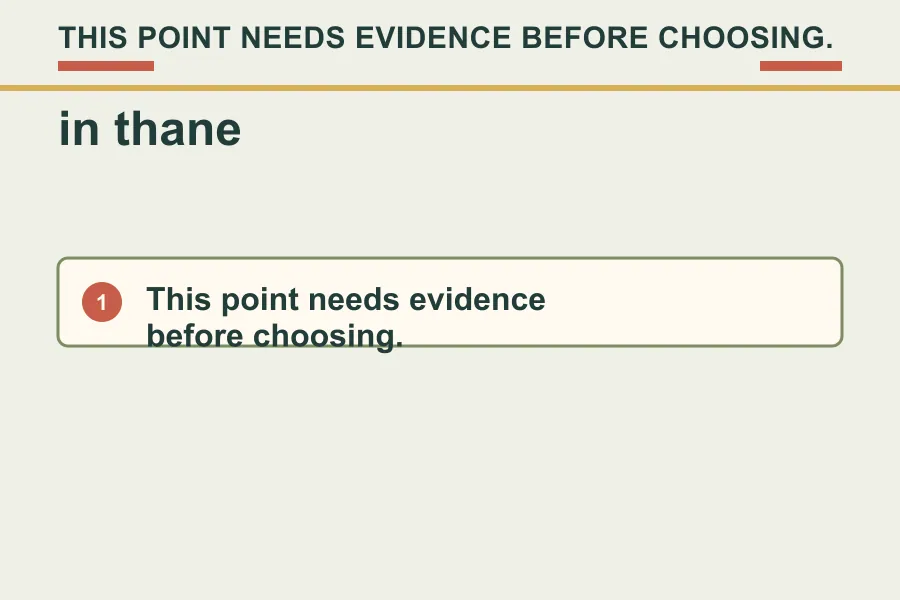 THIS POINT NEEDS EVIDENCE BEFORE CHOOSING.
in thane
1
This point needs evidence
before choosing.